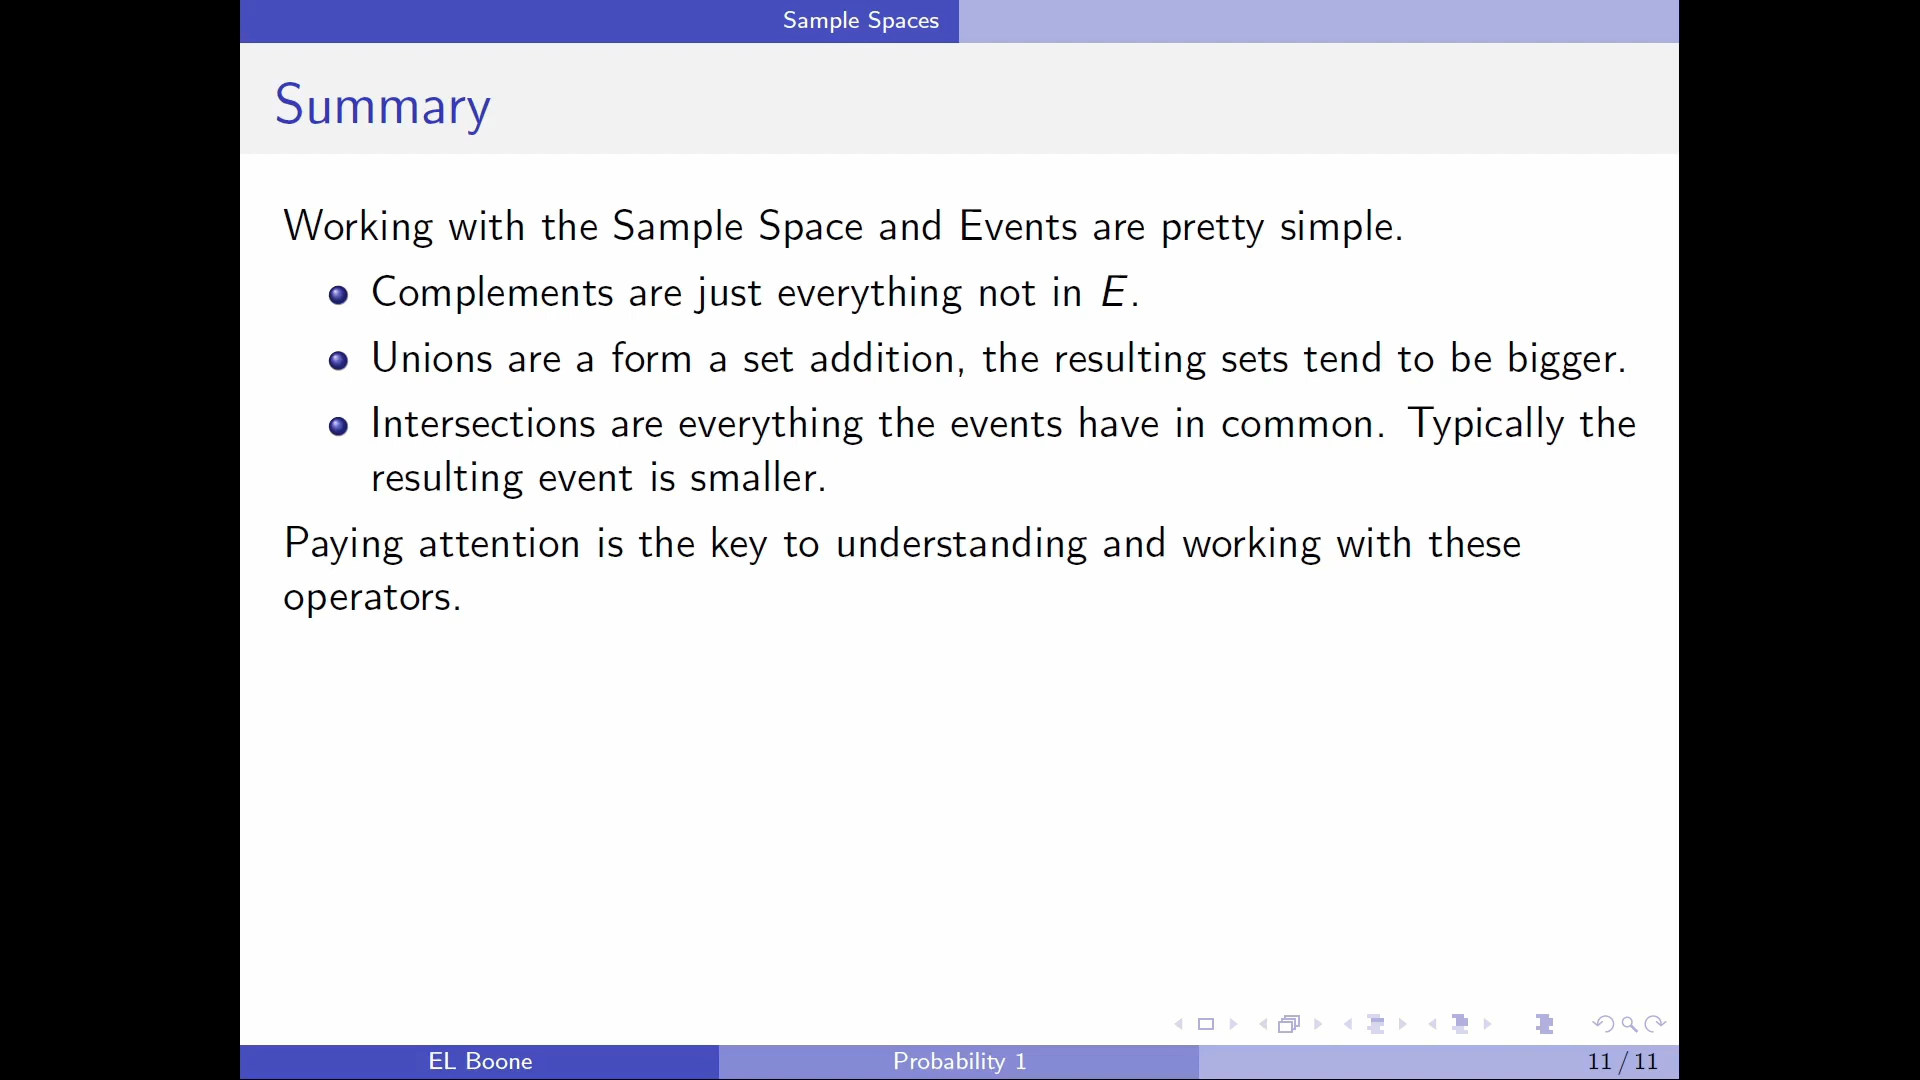 Sample Spaces
Summary
Working with the Sample Space and Events are pretty simple.
Complements are just everything not in E.
Unions are a form a set addition, the resulting sets tend to be bigger.
Intersections are everything the events have in common. Typically the
resulting event is smaller.
Paying attention is the key to understanding and working with these
operators.
EL Boone
Probability 1
11 / 11